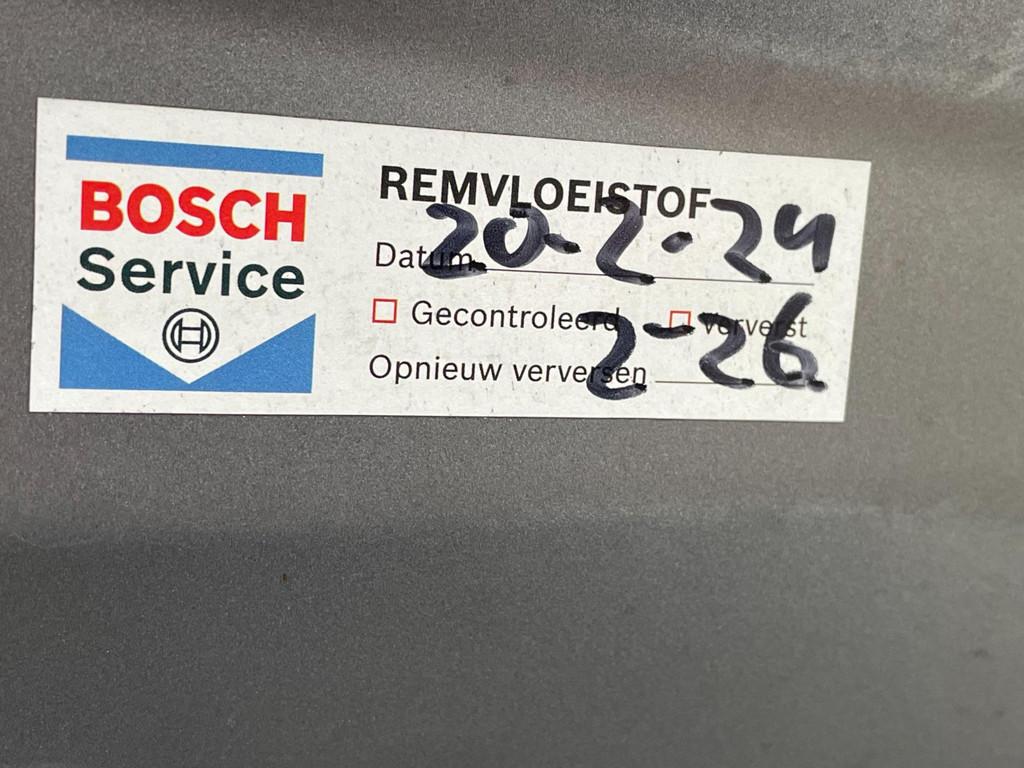 BOSCH
Service
REMVLOEISTOF
Datum 20-2-24
Gecontroleerd Ververst
Opnieuw verversen 2-26